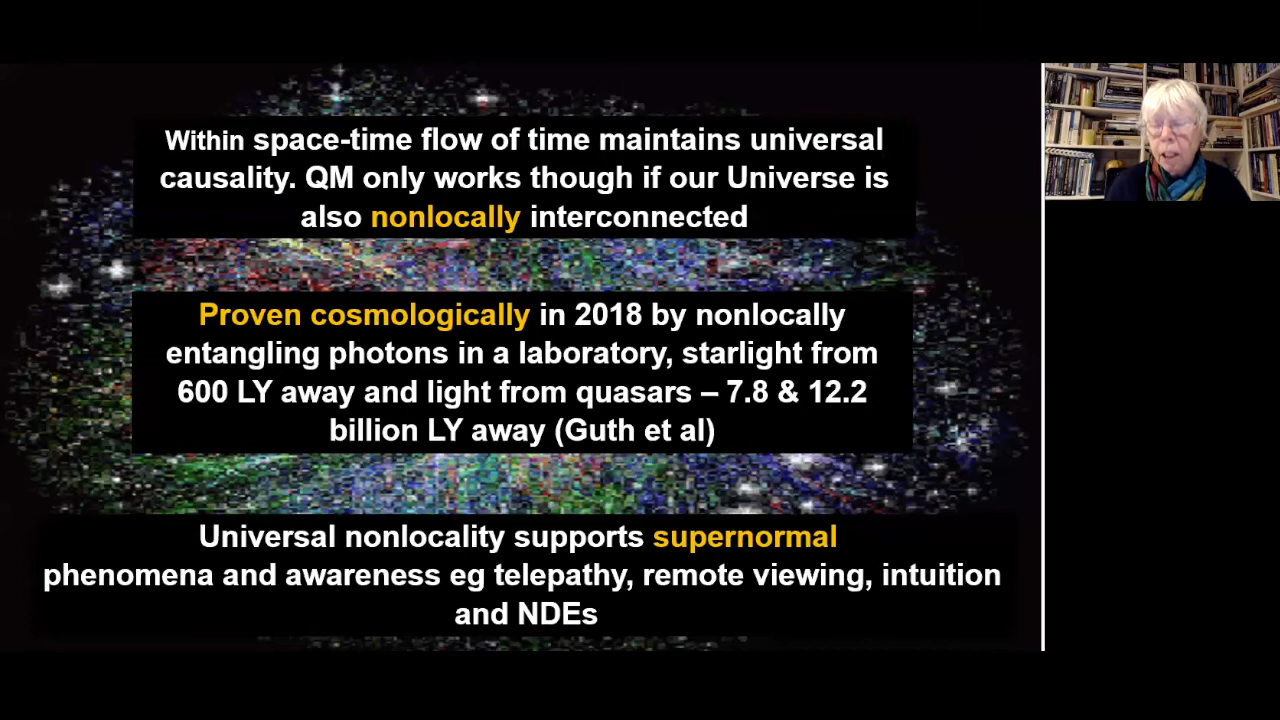 Within space-time flow of time maintains universal
causality. QM only works though if our Universe is
also nonlocally interconnected
Proven cosmologically in 2018 by nonlocally
entangling photons in a laboratory, starlight from
600 LY away and light from quasars – 7.8 & 12.2
billion LY away (Guth et al)
Universal nonlocality supports supernormal
phenomena and awareness eg telepathy, remote viewing, intuition
and NDEs